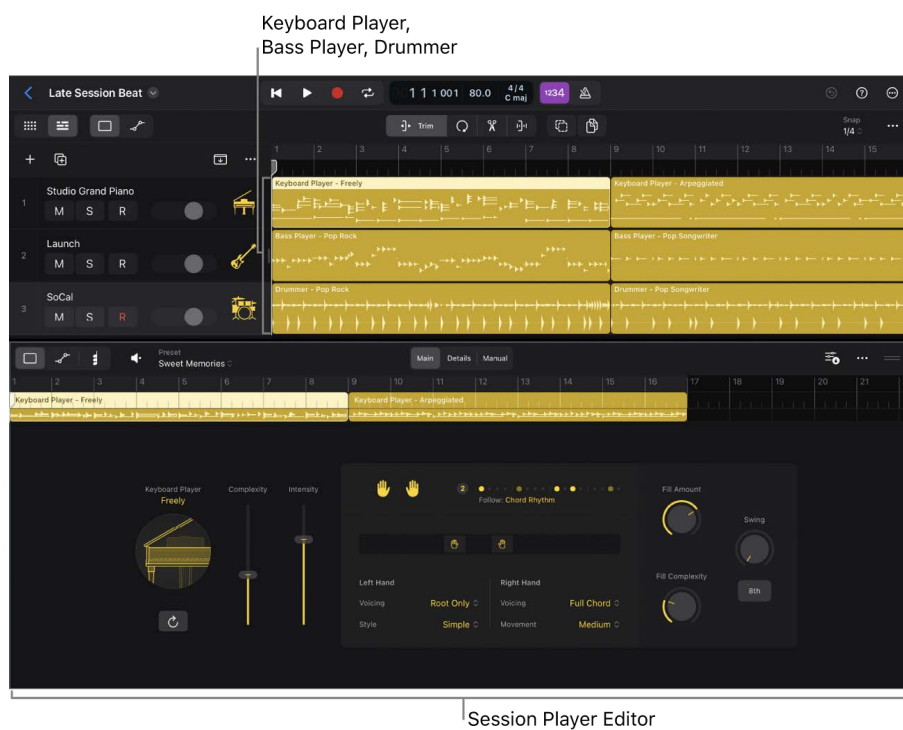 Keyboard Player,
Bass Player, Drummer
Late Session Beat
1 1 1 001 80.0 4/4 C maj 1234
Trim
Snap
1/4
1 2 3 4 5 6 7 8 9 10 11 12 13 14 15
1 Studio Grand Piano
M S R
Keyboard Player - Freely Keyboard Player - Arpeggiated
2 Launch
M S R
Bass Player - Pop Rock Bass Player - Pop Songwriter
3 SoCal
M S R
Drummer - Pop Rock Drummer - Pop Songwriter
Preset
Sweet Memories
Main Details Manual
1 2 3 4 5 6 7 8 9 10 11 12 13 14 15 16 17 18 19 20 21
Keyboard Player - Freely Keyboard Player - Arpeggiated
Keyboard Player Complexity Intensity
Freely
2
Follow: Chord Rhythm
Fill Amount
Swing
Left Hand Right Hand
Fill Complexity
8th
Voicing Root Only Voicing Full Chord
Style Simple Movement Medium
Session Player Editor